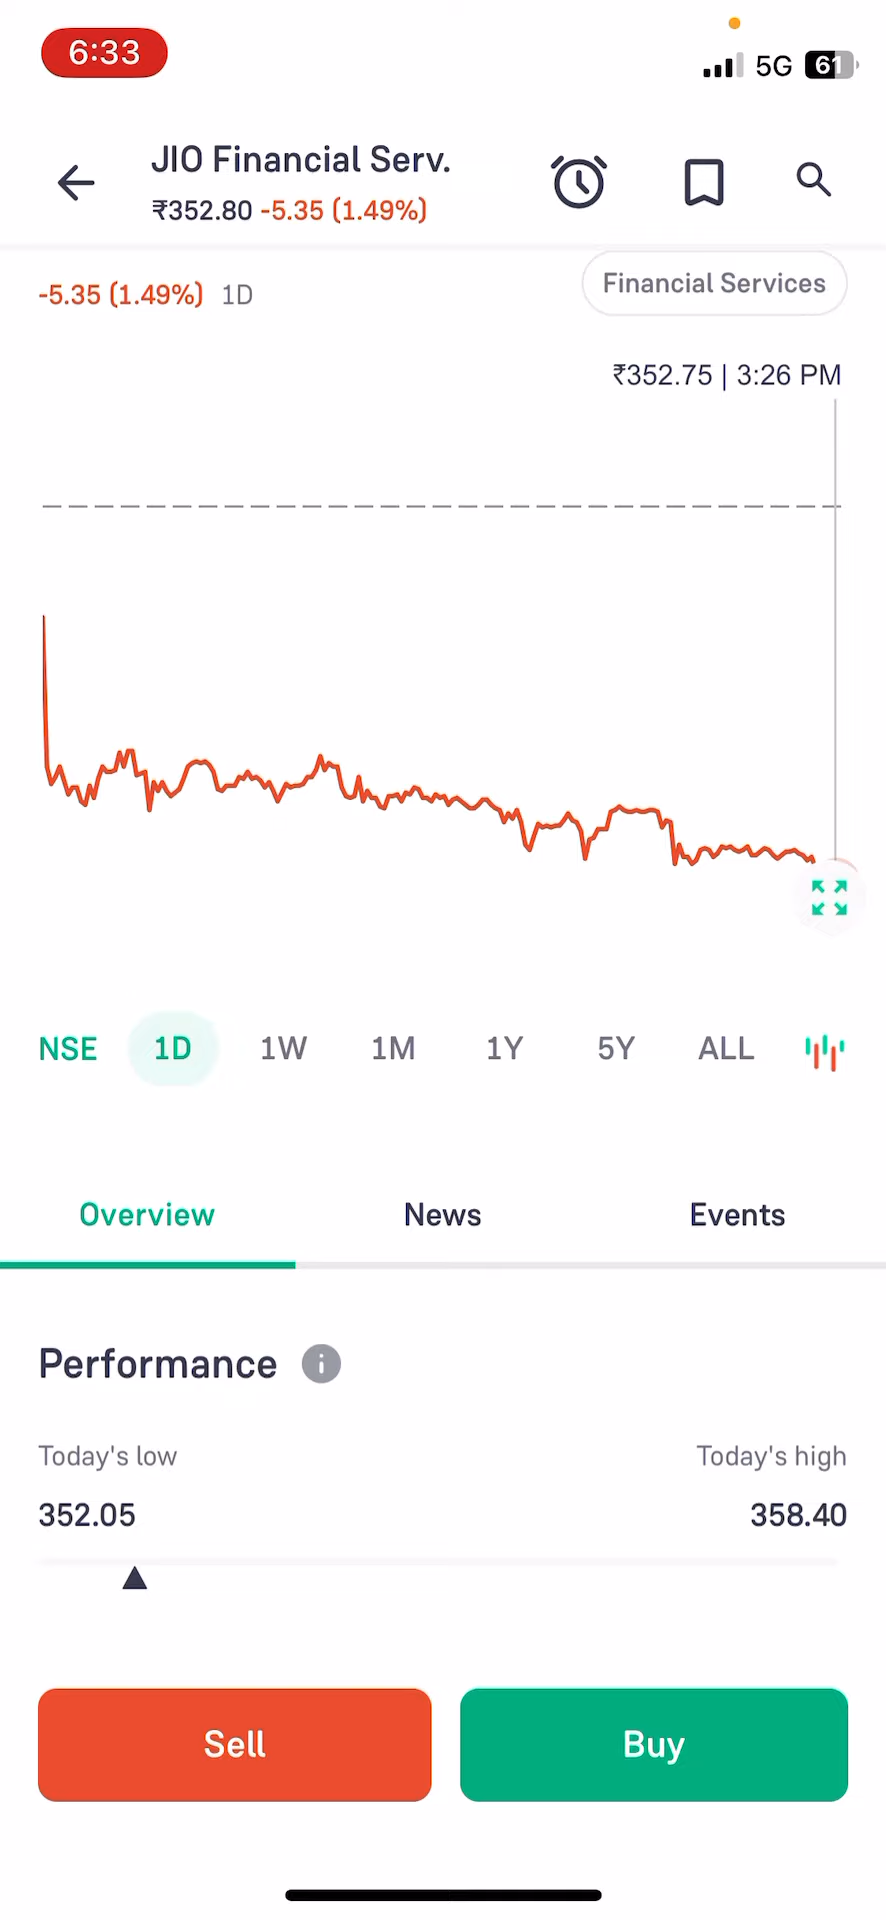 6:33
5G 61
JIO Financial Serv.
₹352.80 -5.35 (1.49%)
-5.35 (1.49%) 1D
Financial Services
₹352.75 | 3:26 PM
NSE 1D 1W 1M 1Y 5Y ALL
Overview News Events
Performance
Today's low Today's high
352.05 358.40
Sell Buy